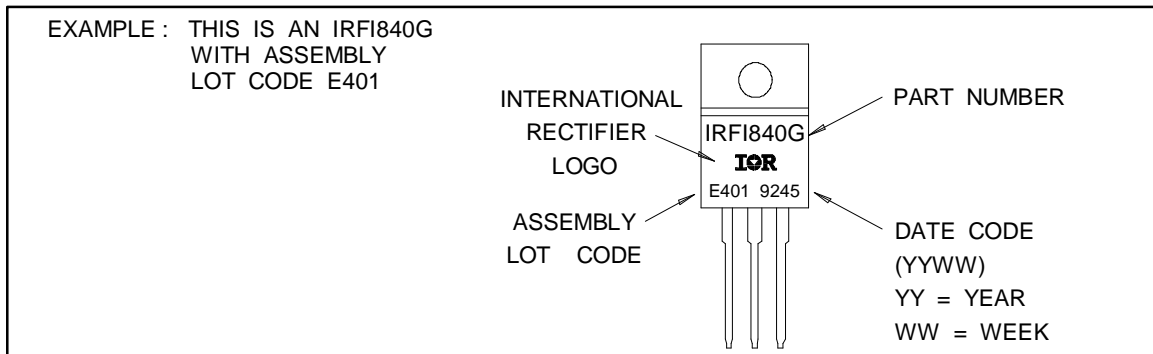 EXAMPLE : THIS IS AN IRFI840G
WITH ASSEMBLY
LOT CODE E401
INTERNATIONAL
RECTIFIER
LOGO
PART NUMBER
IRFI840G
IOR
E401 9245
ASSEMBLY
LOT CODE
DATE CODE
(YYWW)
YY = YEAR
WW = WEEK